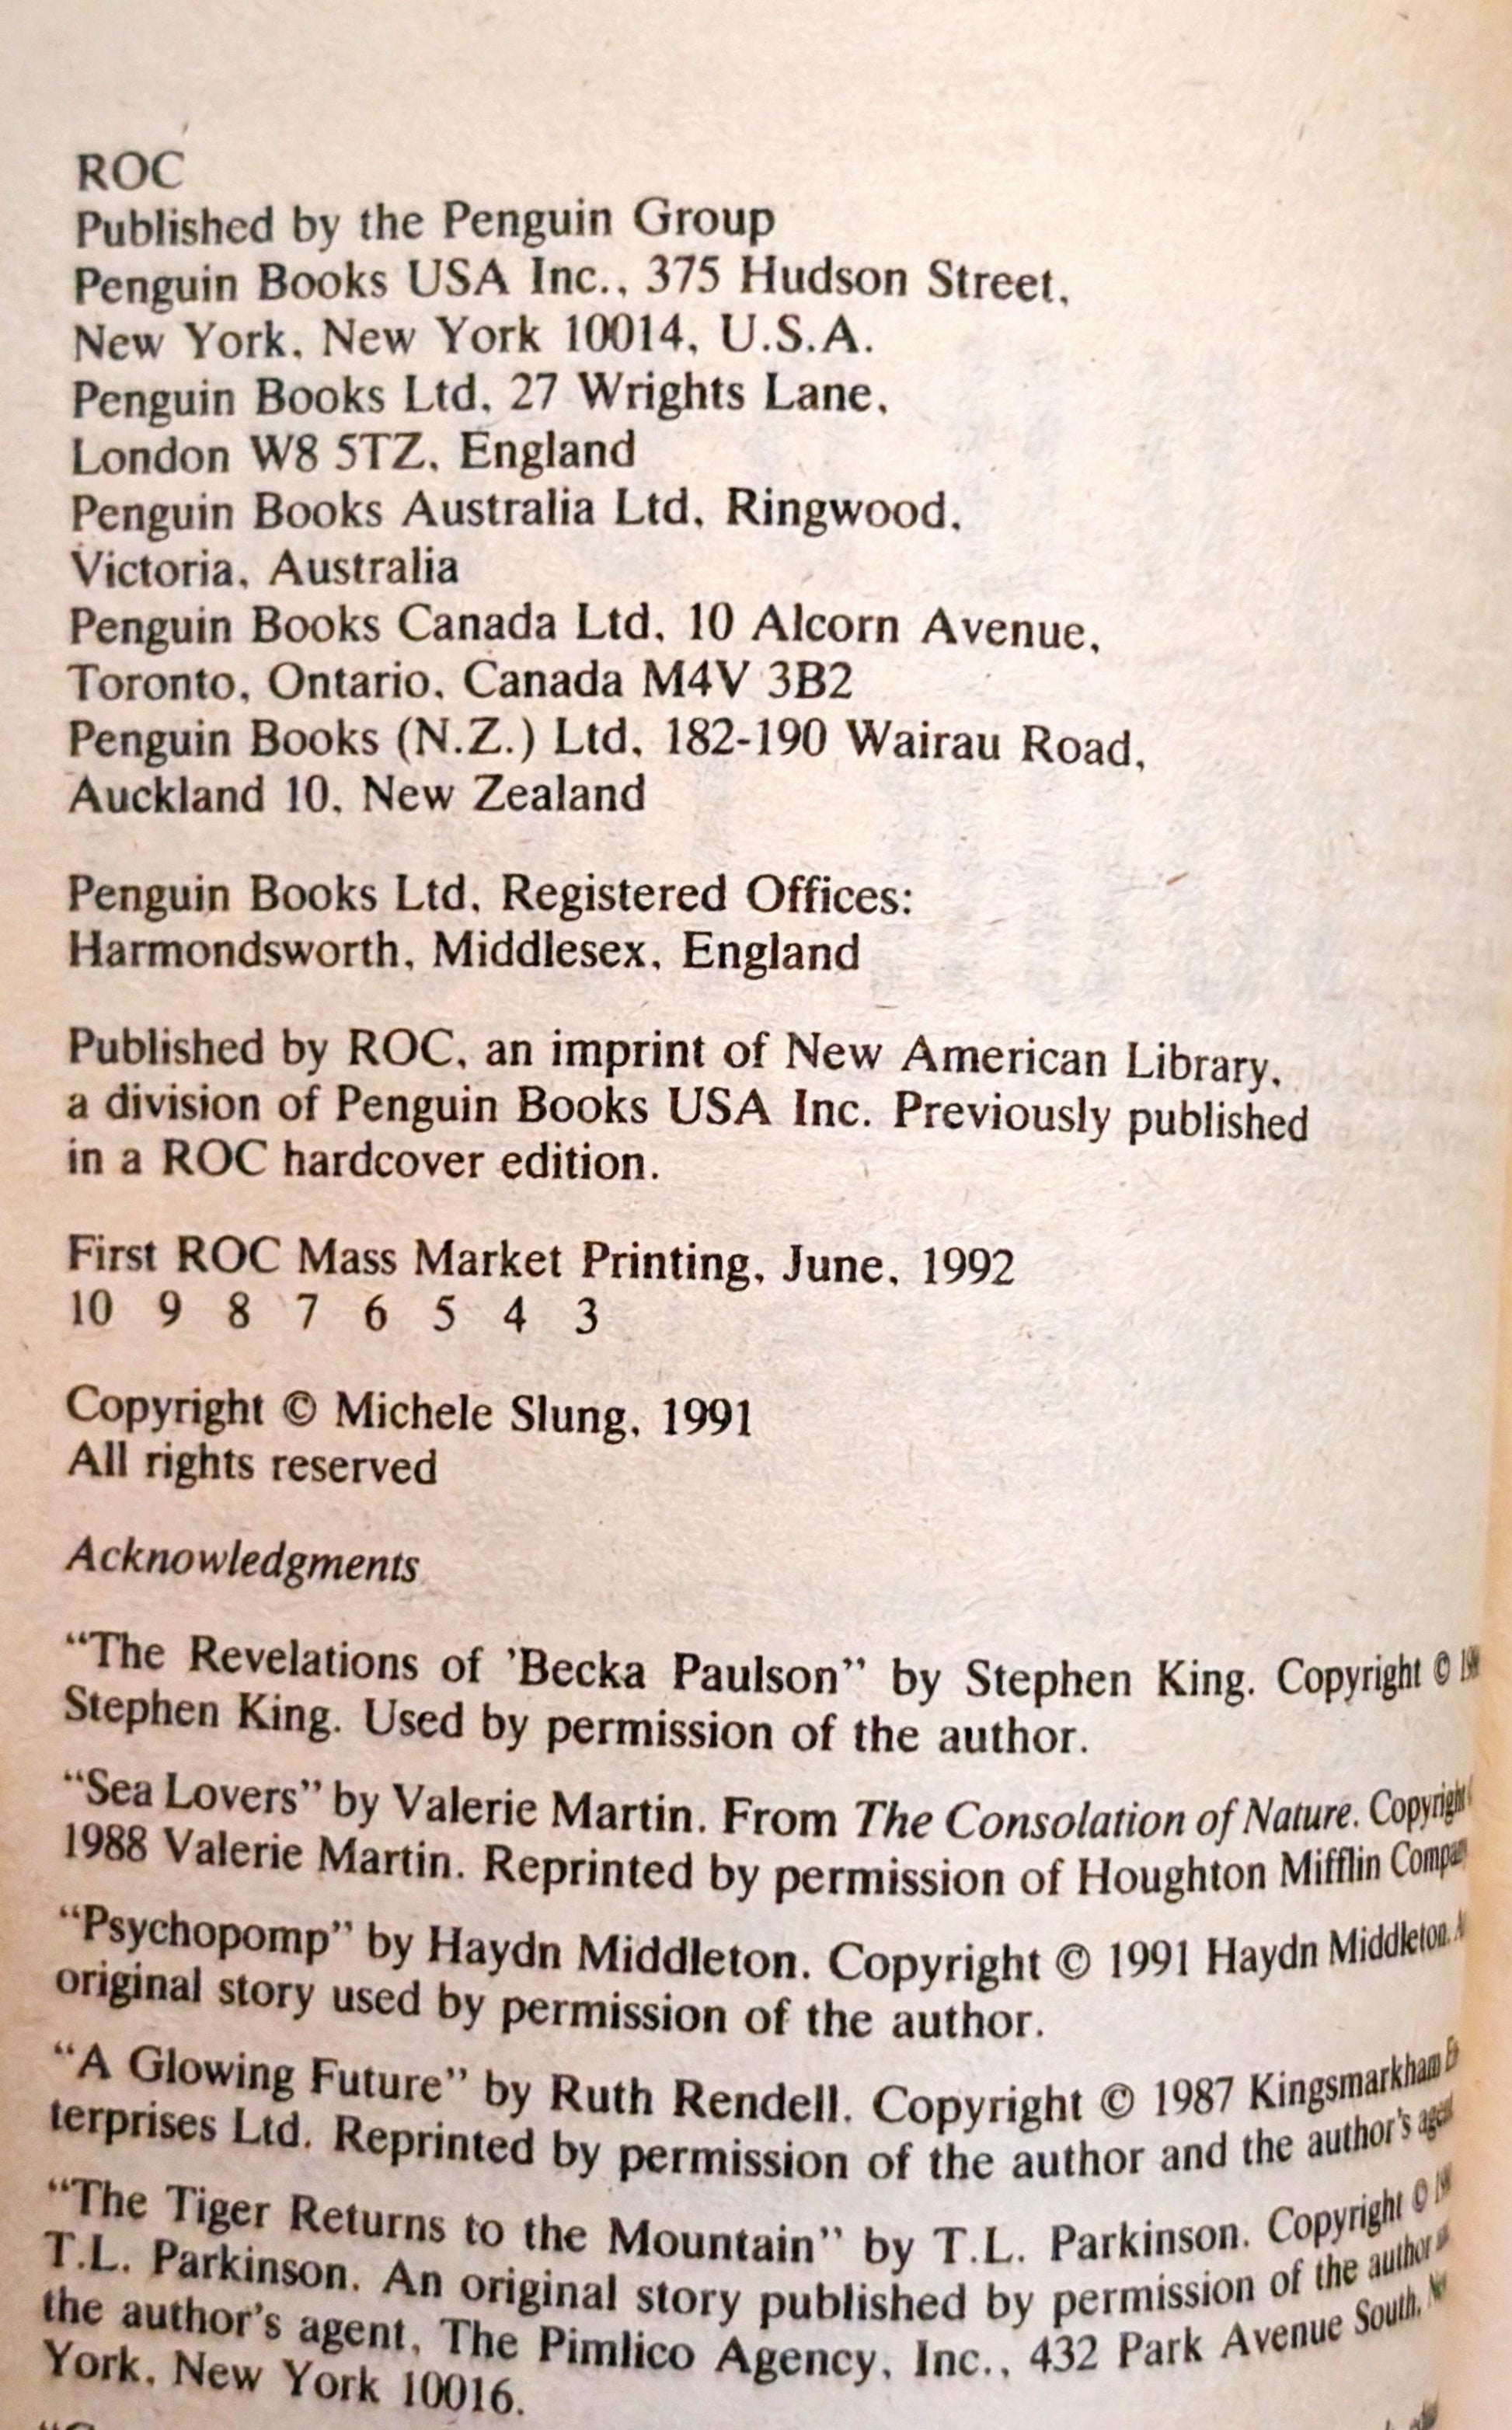 ROC
Published by the Penguin Group
Penguin Books USA Inc., 375 Hudson Street,
New York, New York 10014, U.S.A.
Penguin Books Ltd, 27 Wrights Lane,
London W8 5TZ, England
Penguin Books Australia Ltd, Ringwood,
Victoria, Australia
Penguin Books Canada Ltd, 10 Alcorn Avenue,
Toronto, Ontario, Canada M4V 3B2
Penguin Books (N.Z.) Ltd, 182-190 Wairau Road,
Auckland 10, New Zealand
Penguin Books Ltd, Registered Offices:
Harmondsworth, Middlesex, England
Published by ROC, an imprint of New American Library,
a division of Penguin Books USA Inc. Previously published
in a ROC hardcover edition.
First ROC Mass Market Printing, June, 1992
10 9 8 7 6 5 4 3
Copyright © Michele Slung, 1991
All rights reserved
Acknowledgments
“The Revelations of ’Becka Paulson” by Stephen King. Copyright ©
Stephen King. Used by permission of the author.
“Sea Lovers” by Valerie Martin. From The Consolation of Nature. Copyright
1988 Valerie Martin. Reprinted by permission of Houghton Mifflin
“Psychopomp” by Haydn Middleton. Copyright © 1991 Haydn Middleton.
original story used by permission of the author.
“A Glowing Future” by Ruth Rendell. Copyright © 1987 Kingsmarkham
terprises Ltd. Reprinted by permission of the author and the author’s
“The Tiger Returns to the Mountain” by T.L. Parkinson. Copyright ©
T.L. Parkinson. An original story published by permission of the author
the author’s agent, The Pimlico Agency, Inc., 432 Park Avenue South,
York, New York 10016.